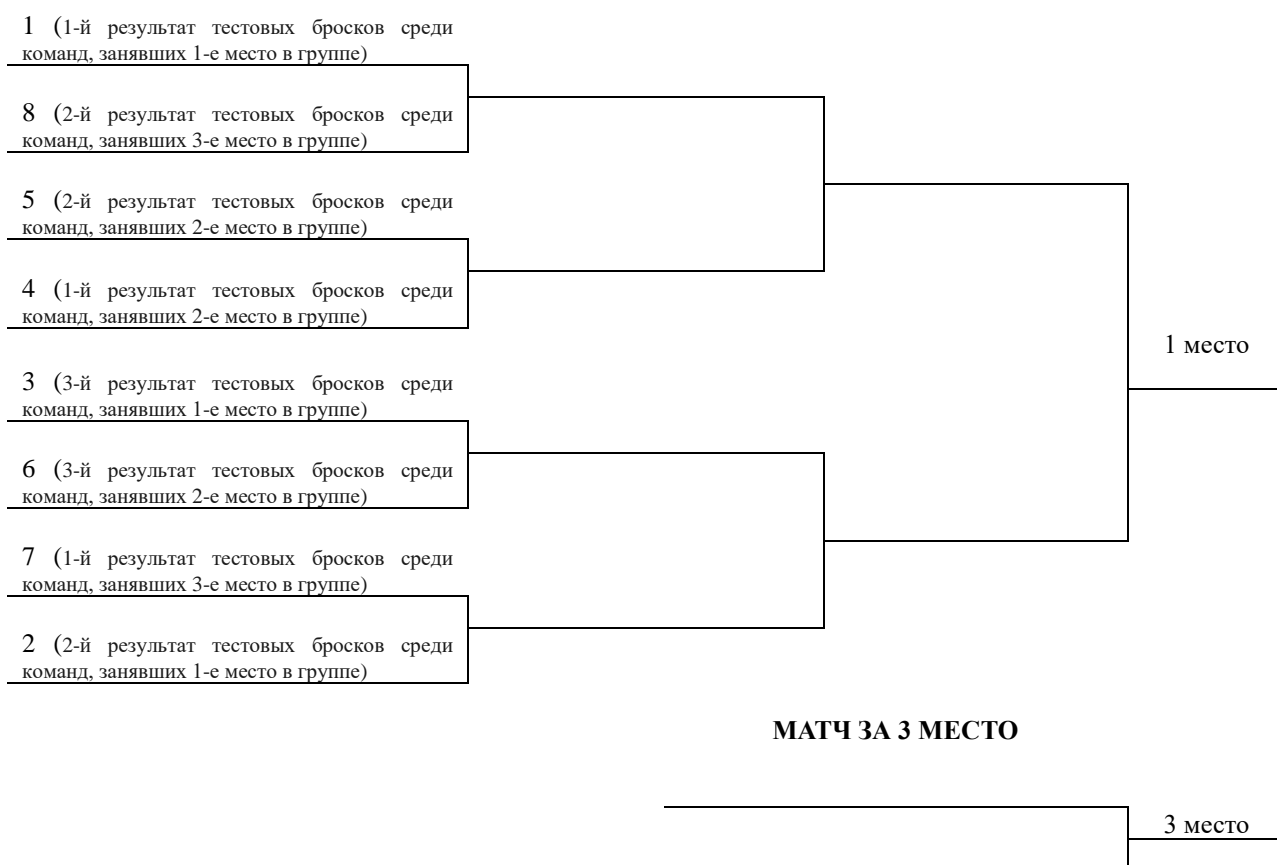 1 (1-й результат тестовых бросков среди
команд, занявших 1-е место в группе)
8 (2-й результат тестовых бросков среди
команд, занявших 3-е место в группе)
5 (2-й результат тестовых бросков среди
команд, занявших 2-е место в группе)
4 (1-й результат тестовых бросков среди
команд, занявших 2-е место в группе)
1 место
3 (3-й результат тестовых бросков среди
команд, занявших 1-е место в группе)
6 (3-й результат тестовых бросков среди
команд, занявших 2-е место в группе)
7 (1-й результат тестовых бросков среди
команд, занявших 3-е место в группе)
2 (2-й результат тестовых бросков среди
команд, занявших 1-е место в группе)
МАТЧ ЗА 3 МЕСТО
3 место